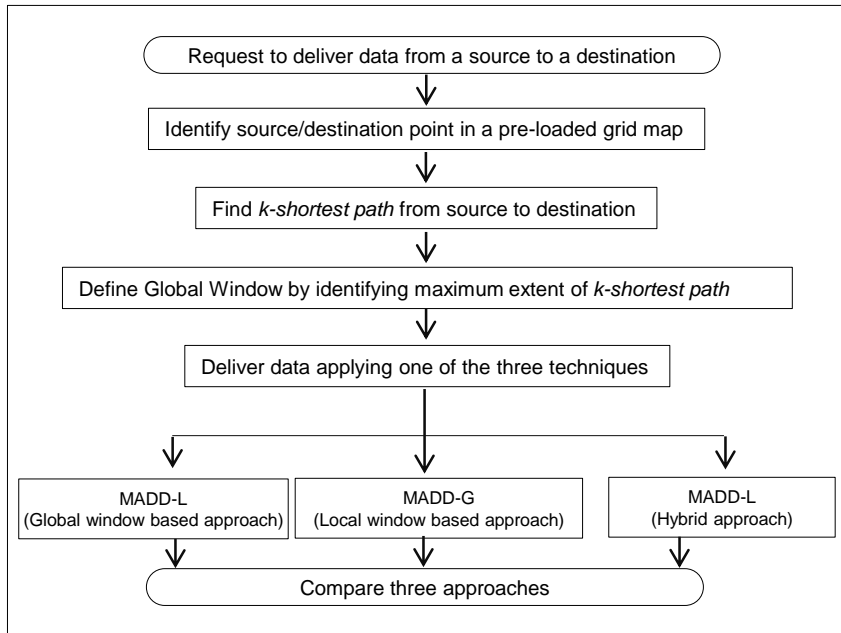 Request to deliver data from a source to a destination
Identify source/destination point in a pre-loaded grid map
Find k-shortest path from source to destination
Define Global Window by identifying maximum extent of k-shortest path
Deliver data applying one of the three techniques
MADD-L
(Global window based approach)
MADD-G
(Local window based approach)
MADD-L
(Hybrid approach)
Compare three approaches